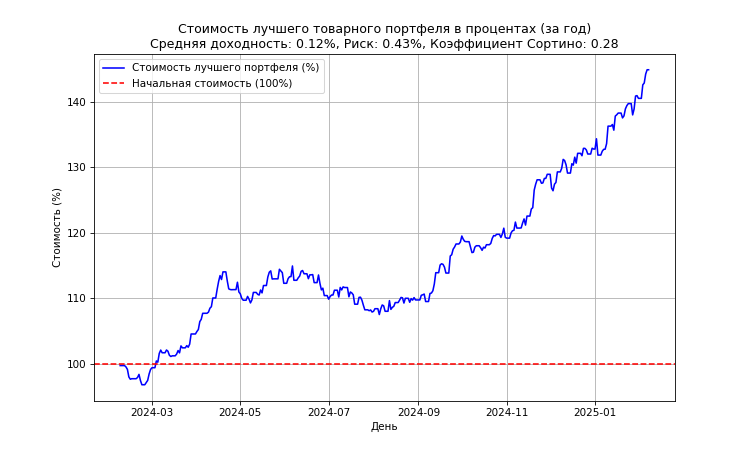 Стоимость лучшего товарного портфеля в процентах (за год)
Средняя доходность: 0.12%, Риск: 0.43%, Коэффициент Сортино: 0.28
Стоимость лучшего портфеля (%)
Начальная стоимость (100%)
Стоимость (%)
140
130
120
110
100
2024-03 2024-05 2024-07 2024-09 2024-11 2025-01
День